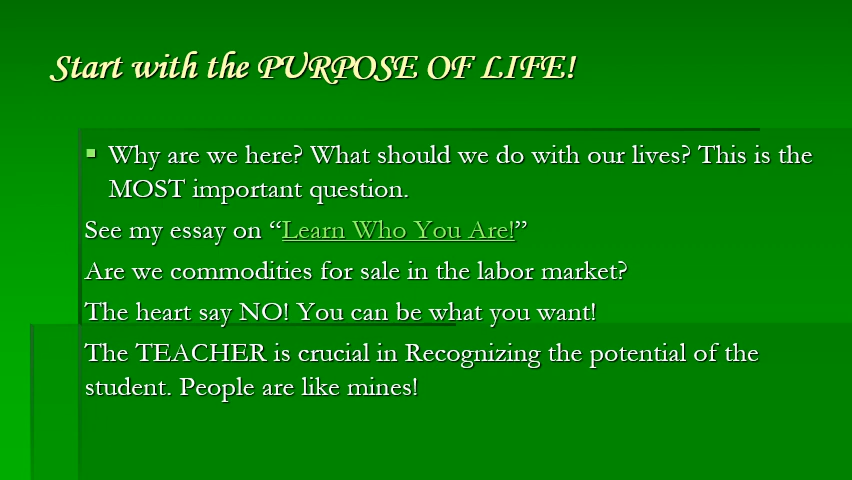 Start with the PURPOSE OF LIFE!
▪ Why are we here? What should we do with our lives? This is the
MOST important question.
See my essay on “Learn Who You Are!”
Are we commodities for sale in the labor market?
The heart say NO! You can be what you want!
The TEACHER is crucial in Recognizing the potential of the
student. People are like mines!